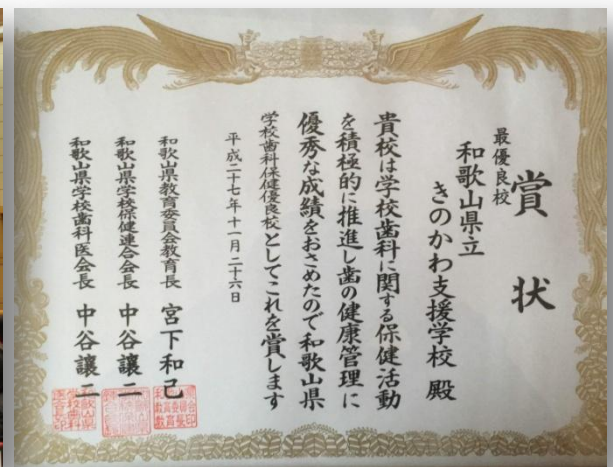 賞状
最優良校
和歌山県立
きのかわ支援学校 殿
貴校は学校歯科に関する保健活動
を積極的に推進し歯の健康管理に
優秀な成績をおさめたので和歌山県
学校歯科保健優良校としてこれを賞します
平成二十七年十一月二十六日
和歌山県教育委員会教育長 宮下和己
和歌山県学校保健連合会長 中谷譲二
和歌山県学校歯科医会長 中谷譲二